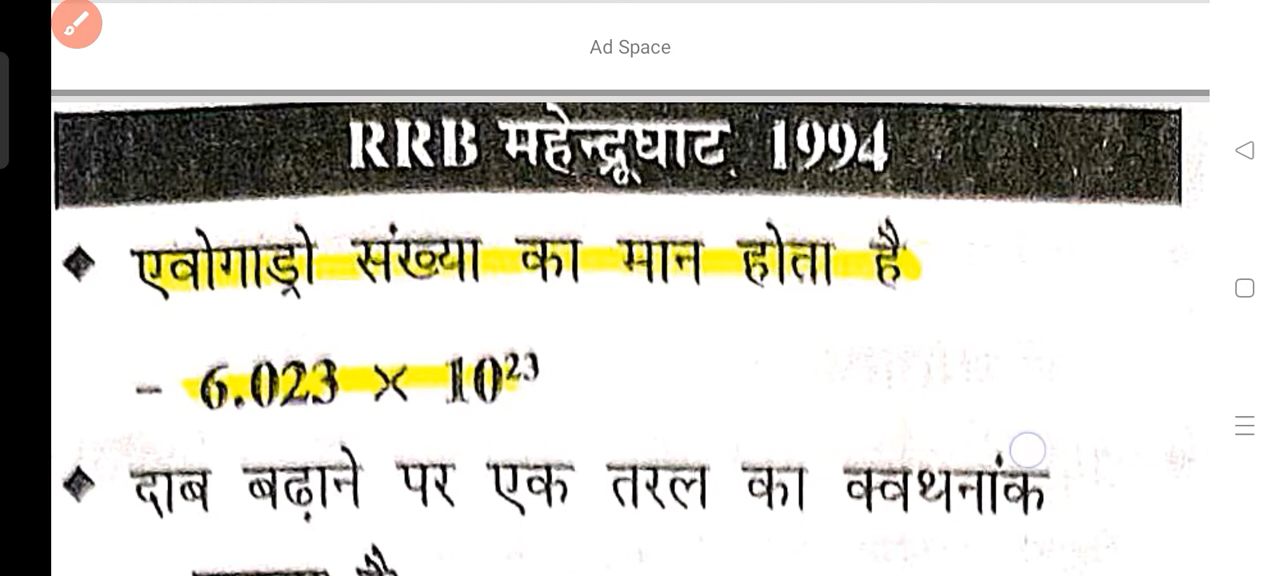 Ad Space
RRB महेन्द्रूघाट, 1994
◆ एवोगाड्रो संख्या का मान होता है
– 6.023 × 10²³
◆ दाब बढ़ाने पर एक तरल का क्वथनांक